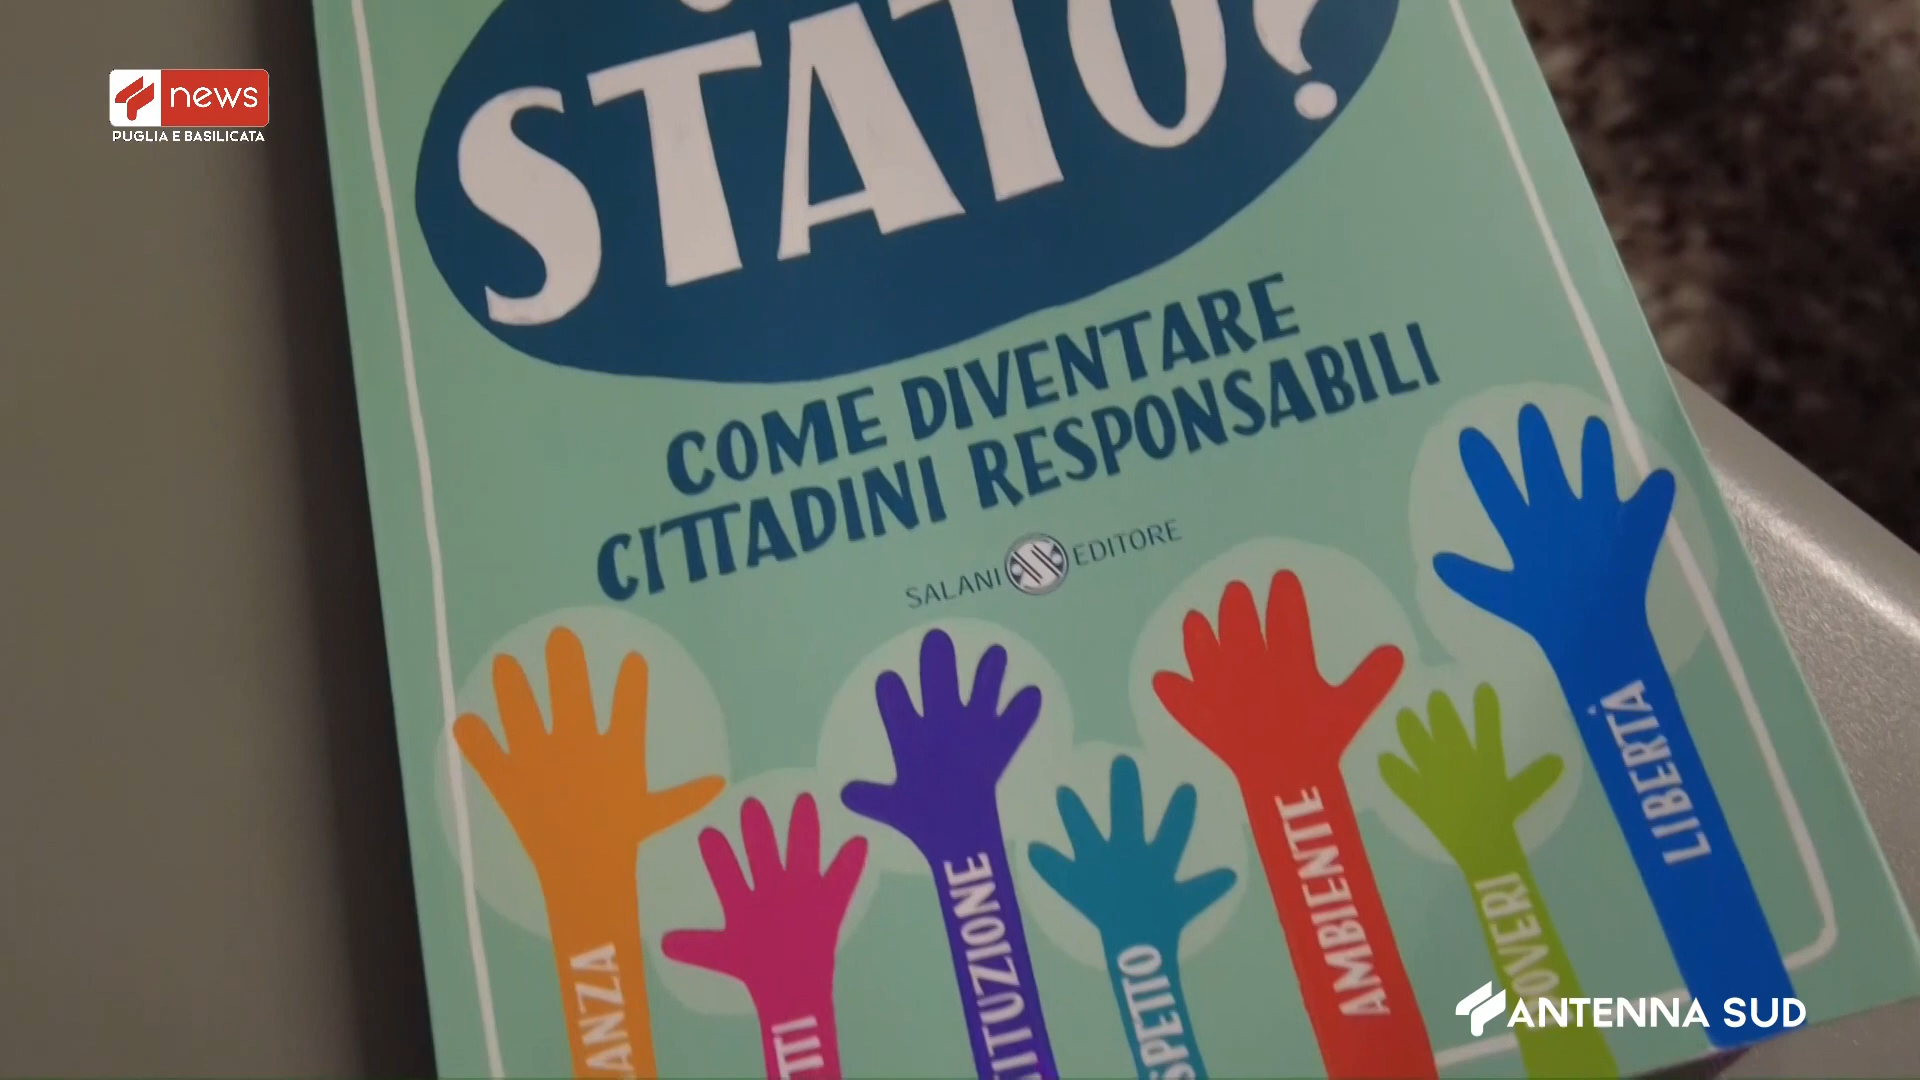 news
PUGLIA E BASILICATA
STATO?
COME DIVENTARE
CITTADINI RESPONSABILI
SALANI EDITORE
LIBERTÀ
AMBIENTE
ANTENNA SUD